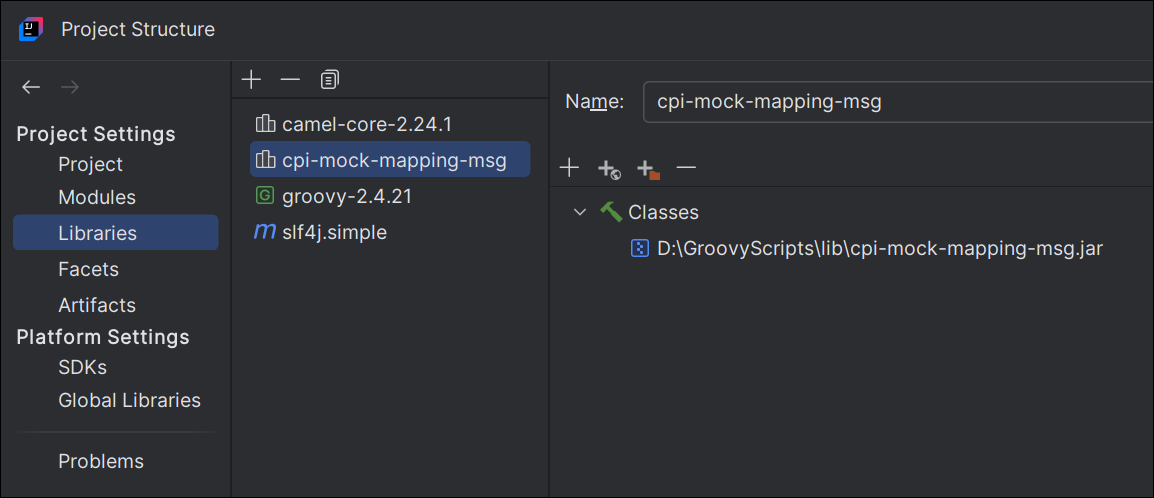 Project Structure
Project Settings
Project
Modules
Libraries
Facets
Artifacts
Platform Settings
SDKs
Global Libraries
Problems
camel-core-2.24.1
cpi-mock-mapping-msg
groovy-2.4.21
slf4j.simple
Name: cpi-mock-mapping-msg
Classes
D:\GroovyScripts\lib\cpi-mock-mapping-msg.jar